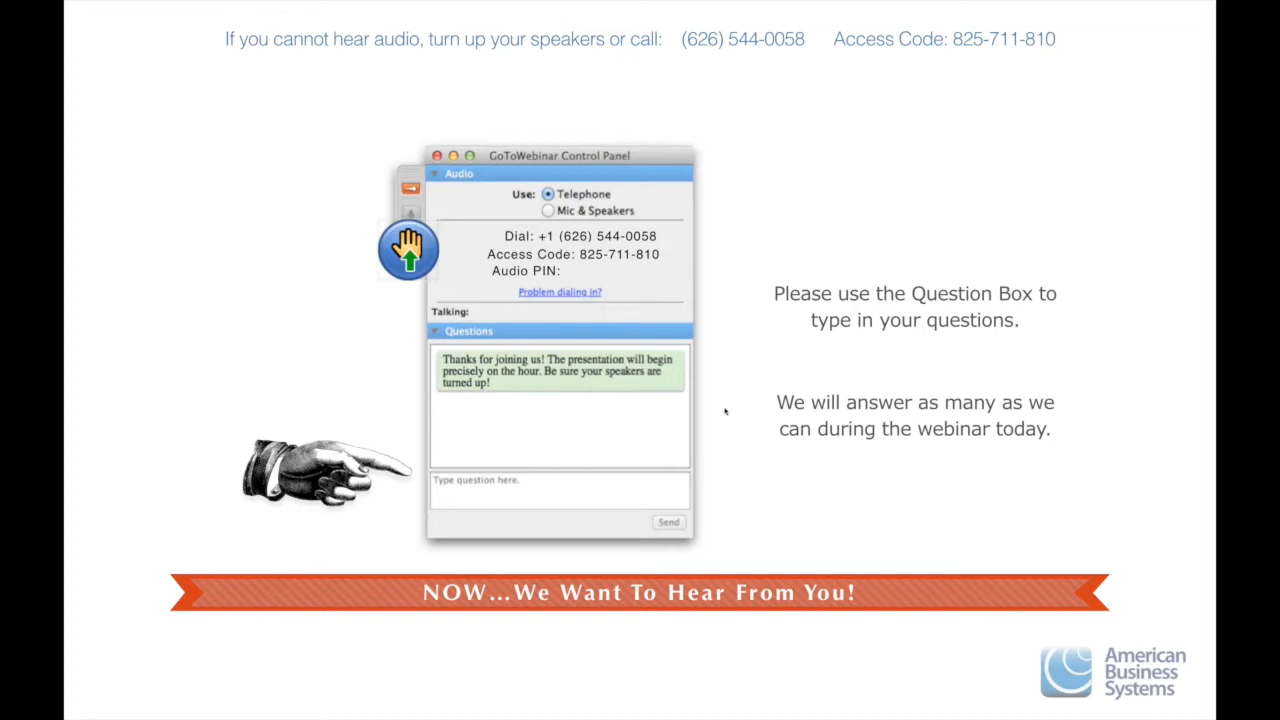 If you cannot hear audio, turn up your speakers or call: (626) 544-0058 Access Code: 825-711-810
GoToWebinar Control Panel
Audio
Use: Telephone
Mic & Speakers
Dial: +1 (626) 544-0058
Access Code: 825-711-810
Audio PIN:
Problem dialing in?
Talking:
Questions
Thanks for joining us! The presentation will begin
precisely on the hour. Be sure your speakers are
turned up!
Type question here.
Send
Please use the Question Box to
type in your questions.
We will answer as many as we
can during the webinar today.
NOW...We Want To Hear From You!
American
Business
Systems